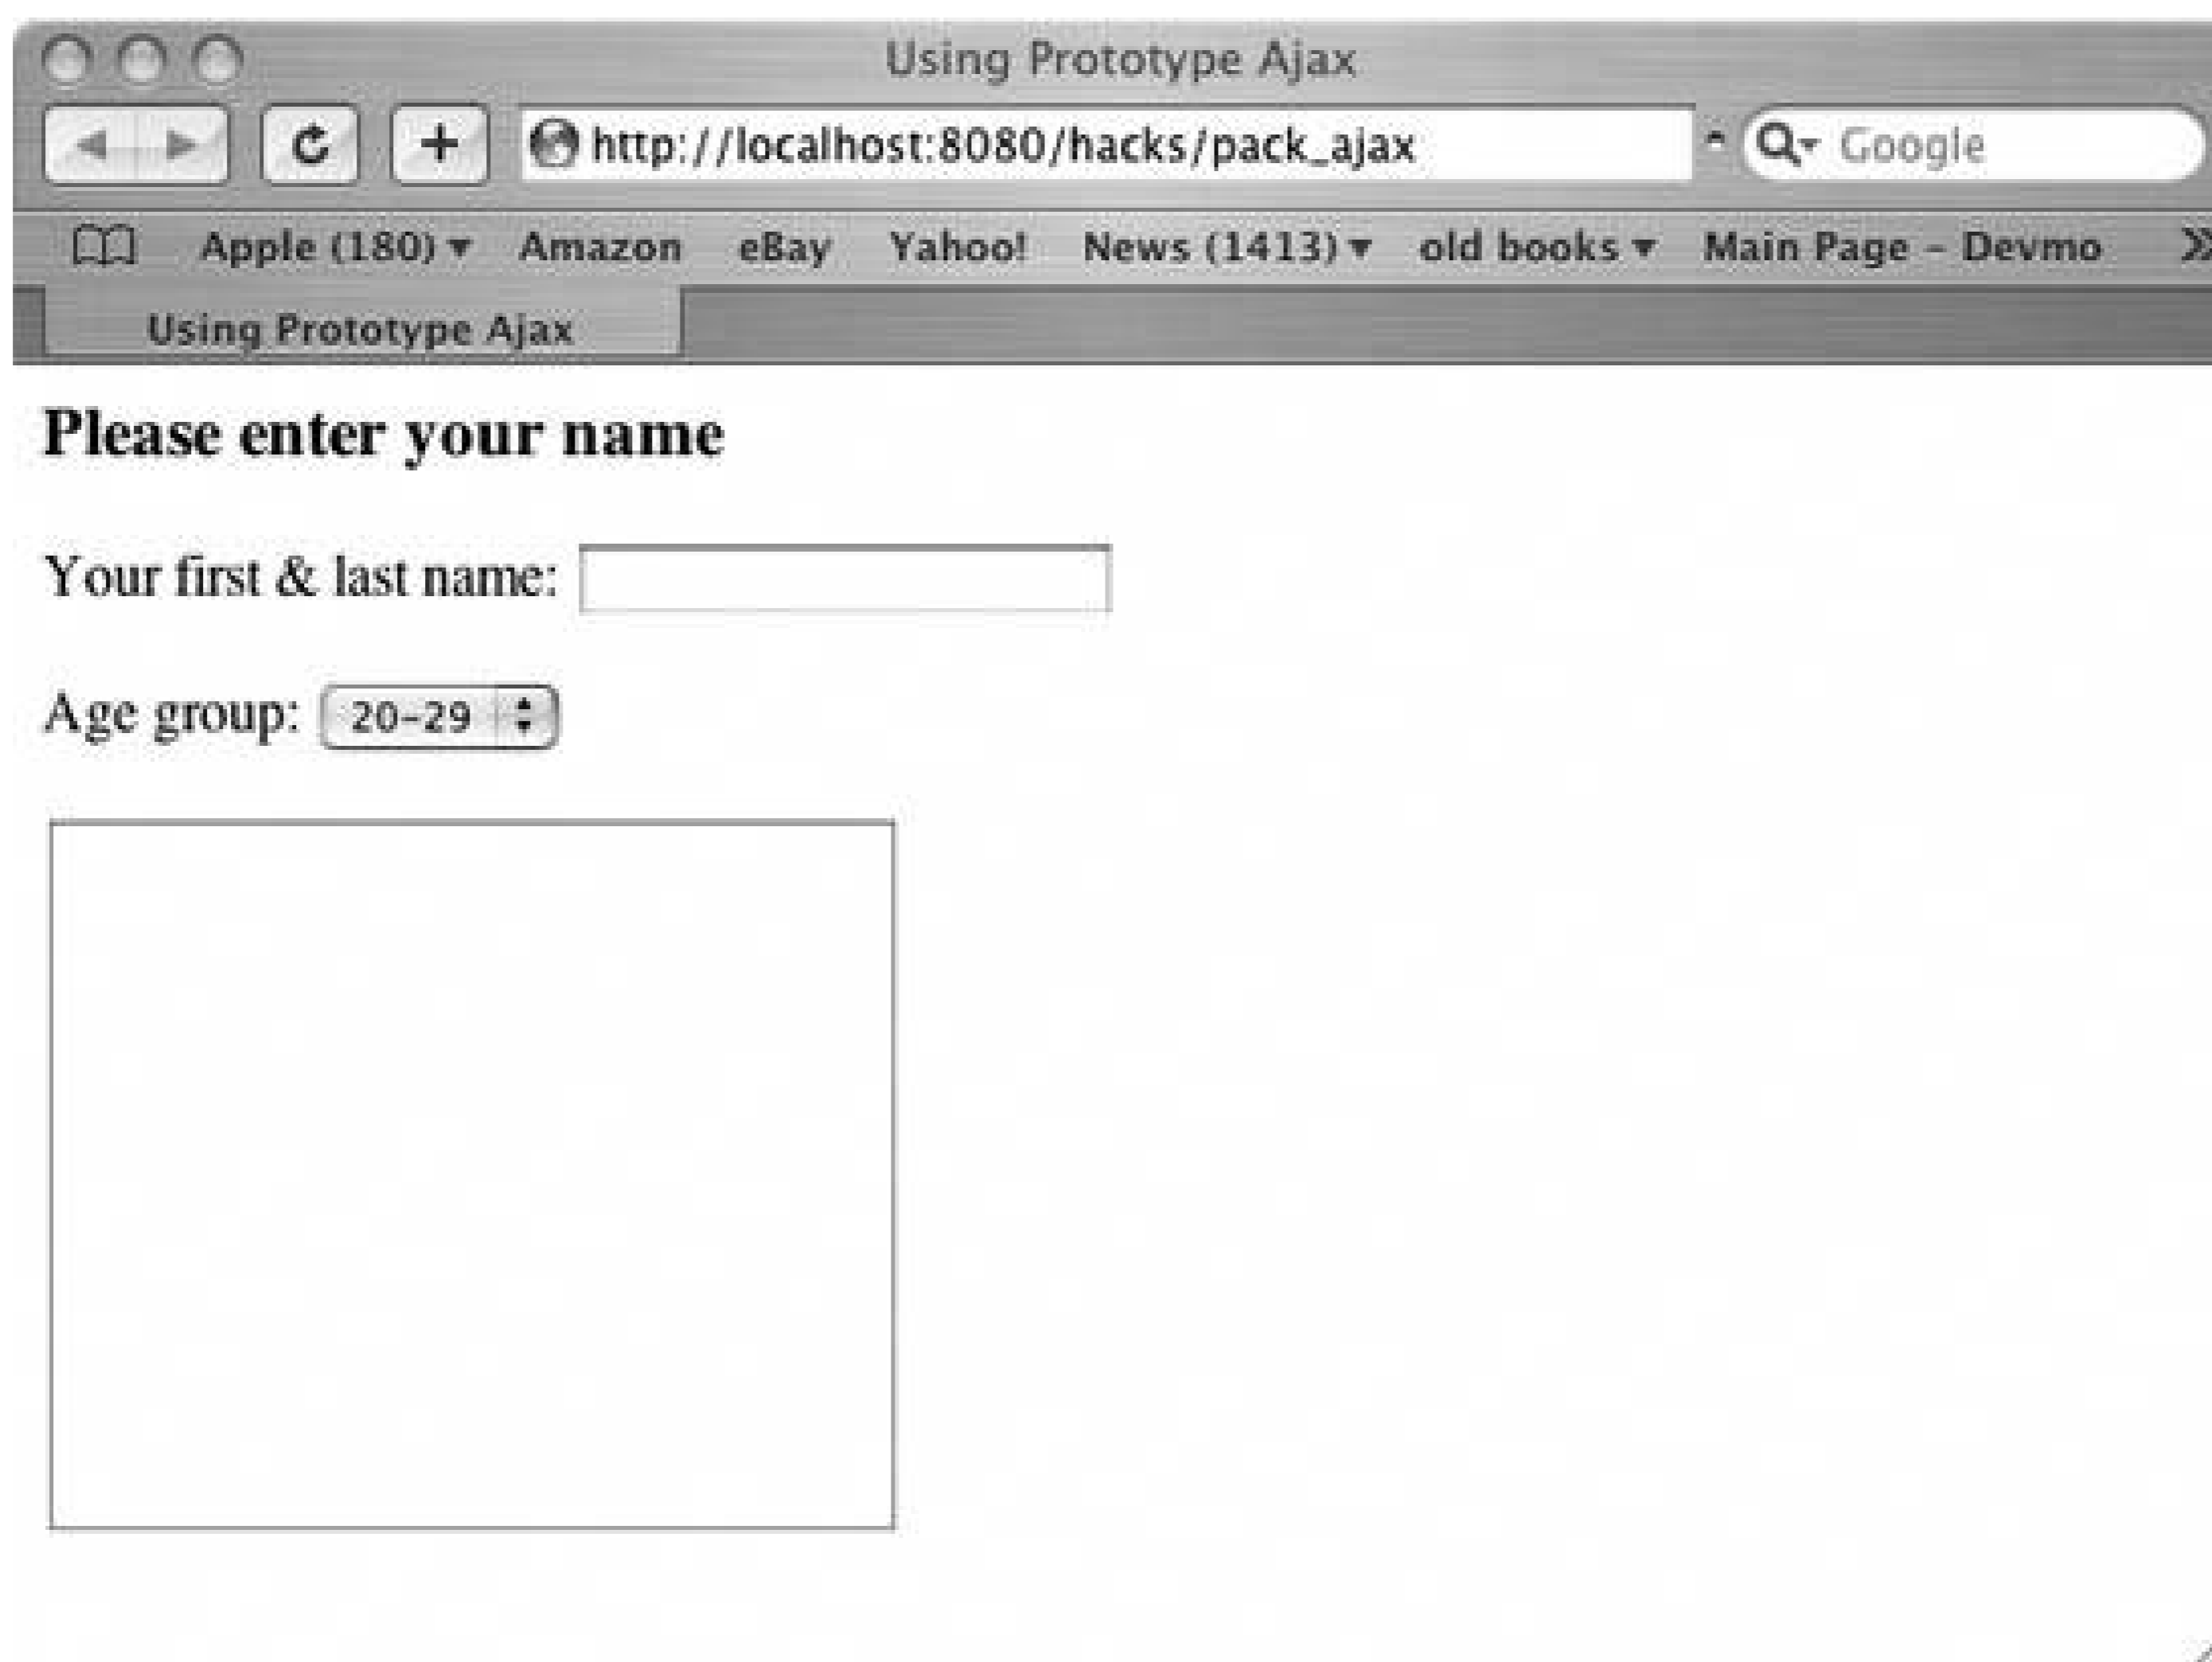 Using Prototype Ajax
http://localhost:8080/hacks/pack_ajax Google
Apple (180) Amazon eBay Yahoo! News (1413) old books Main Page – Devmo
Using Prototype Ajax
Please enter your name
Your first & last name:
Age group: 20–29